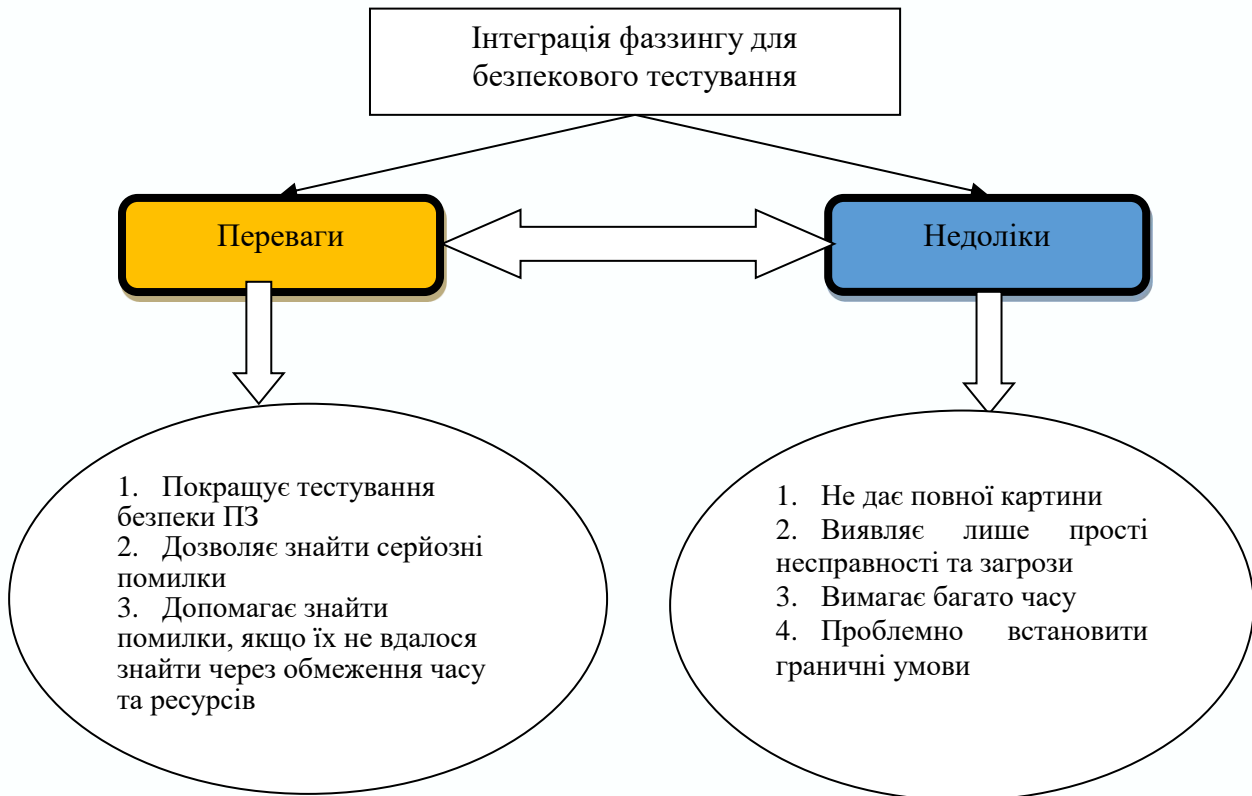 Інтеграція фаззингу для
безпекового тестування
Переваги
Недоліки
1. Покращує тестування
безпеки ПЗ
2. Дозволяє знайти серйозні
помилки
3. Допомагає знайти
помилки, якщо їх не вдалося
знайти через обмеження часу
та ресурсів
1. Не дає повної картини
2. Виявляє лише прості
несправності та загрози
3. Вимагає багато часу
4. Проблемно встановити
граничні умови